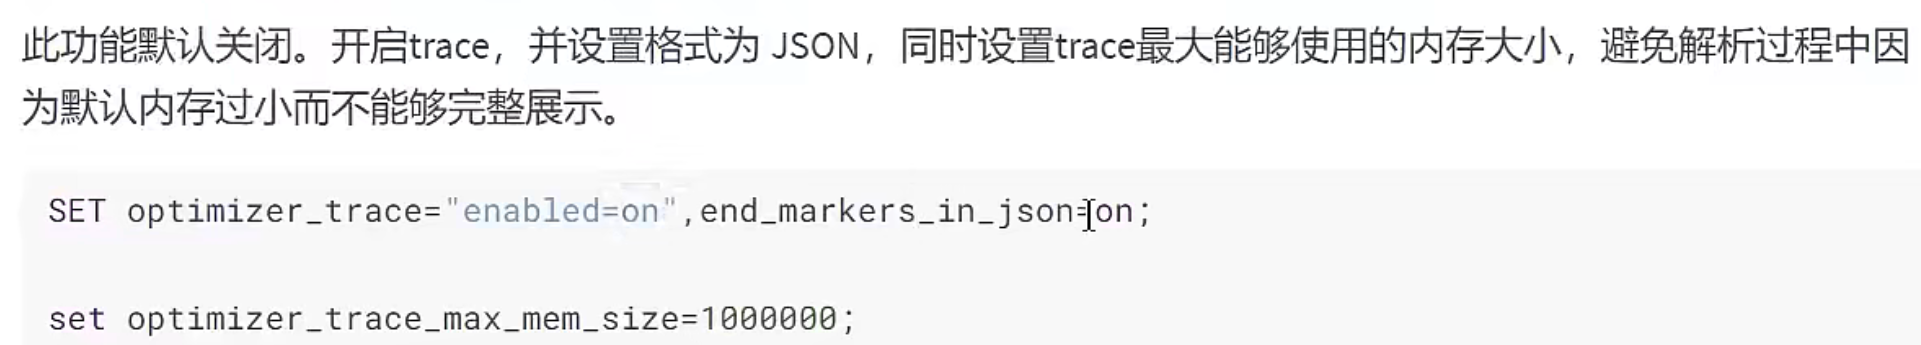 此功能默认关闭。开启trace，并设置格式为 JSON，同时设置trace最大能够使用的内存大小，避免解析过程中因
为默认内存过小而不能够完整展示。
SET optimizer_trace="enabled=on",end_markers_in_json=on;
set optimizer_trace_max_mem_size=1000000;